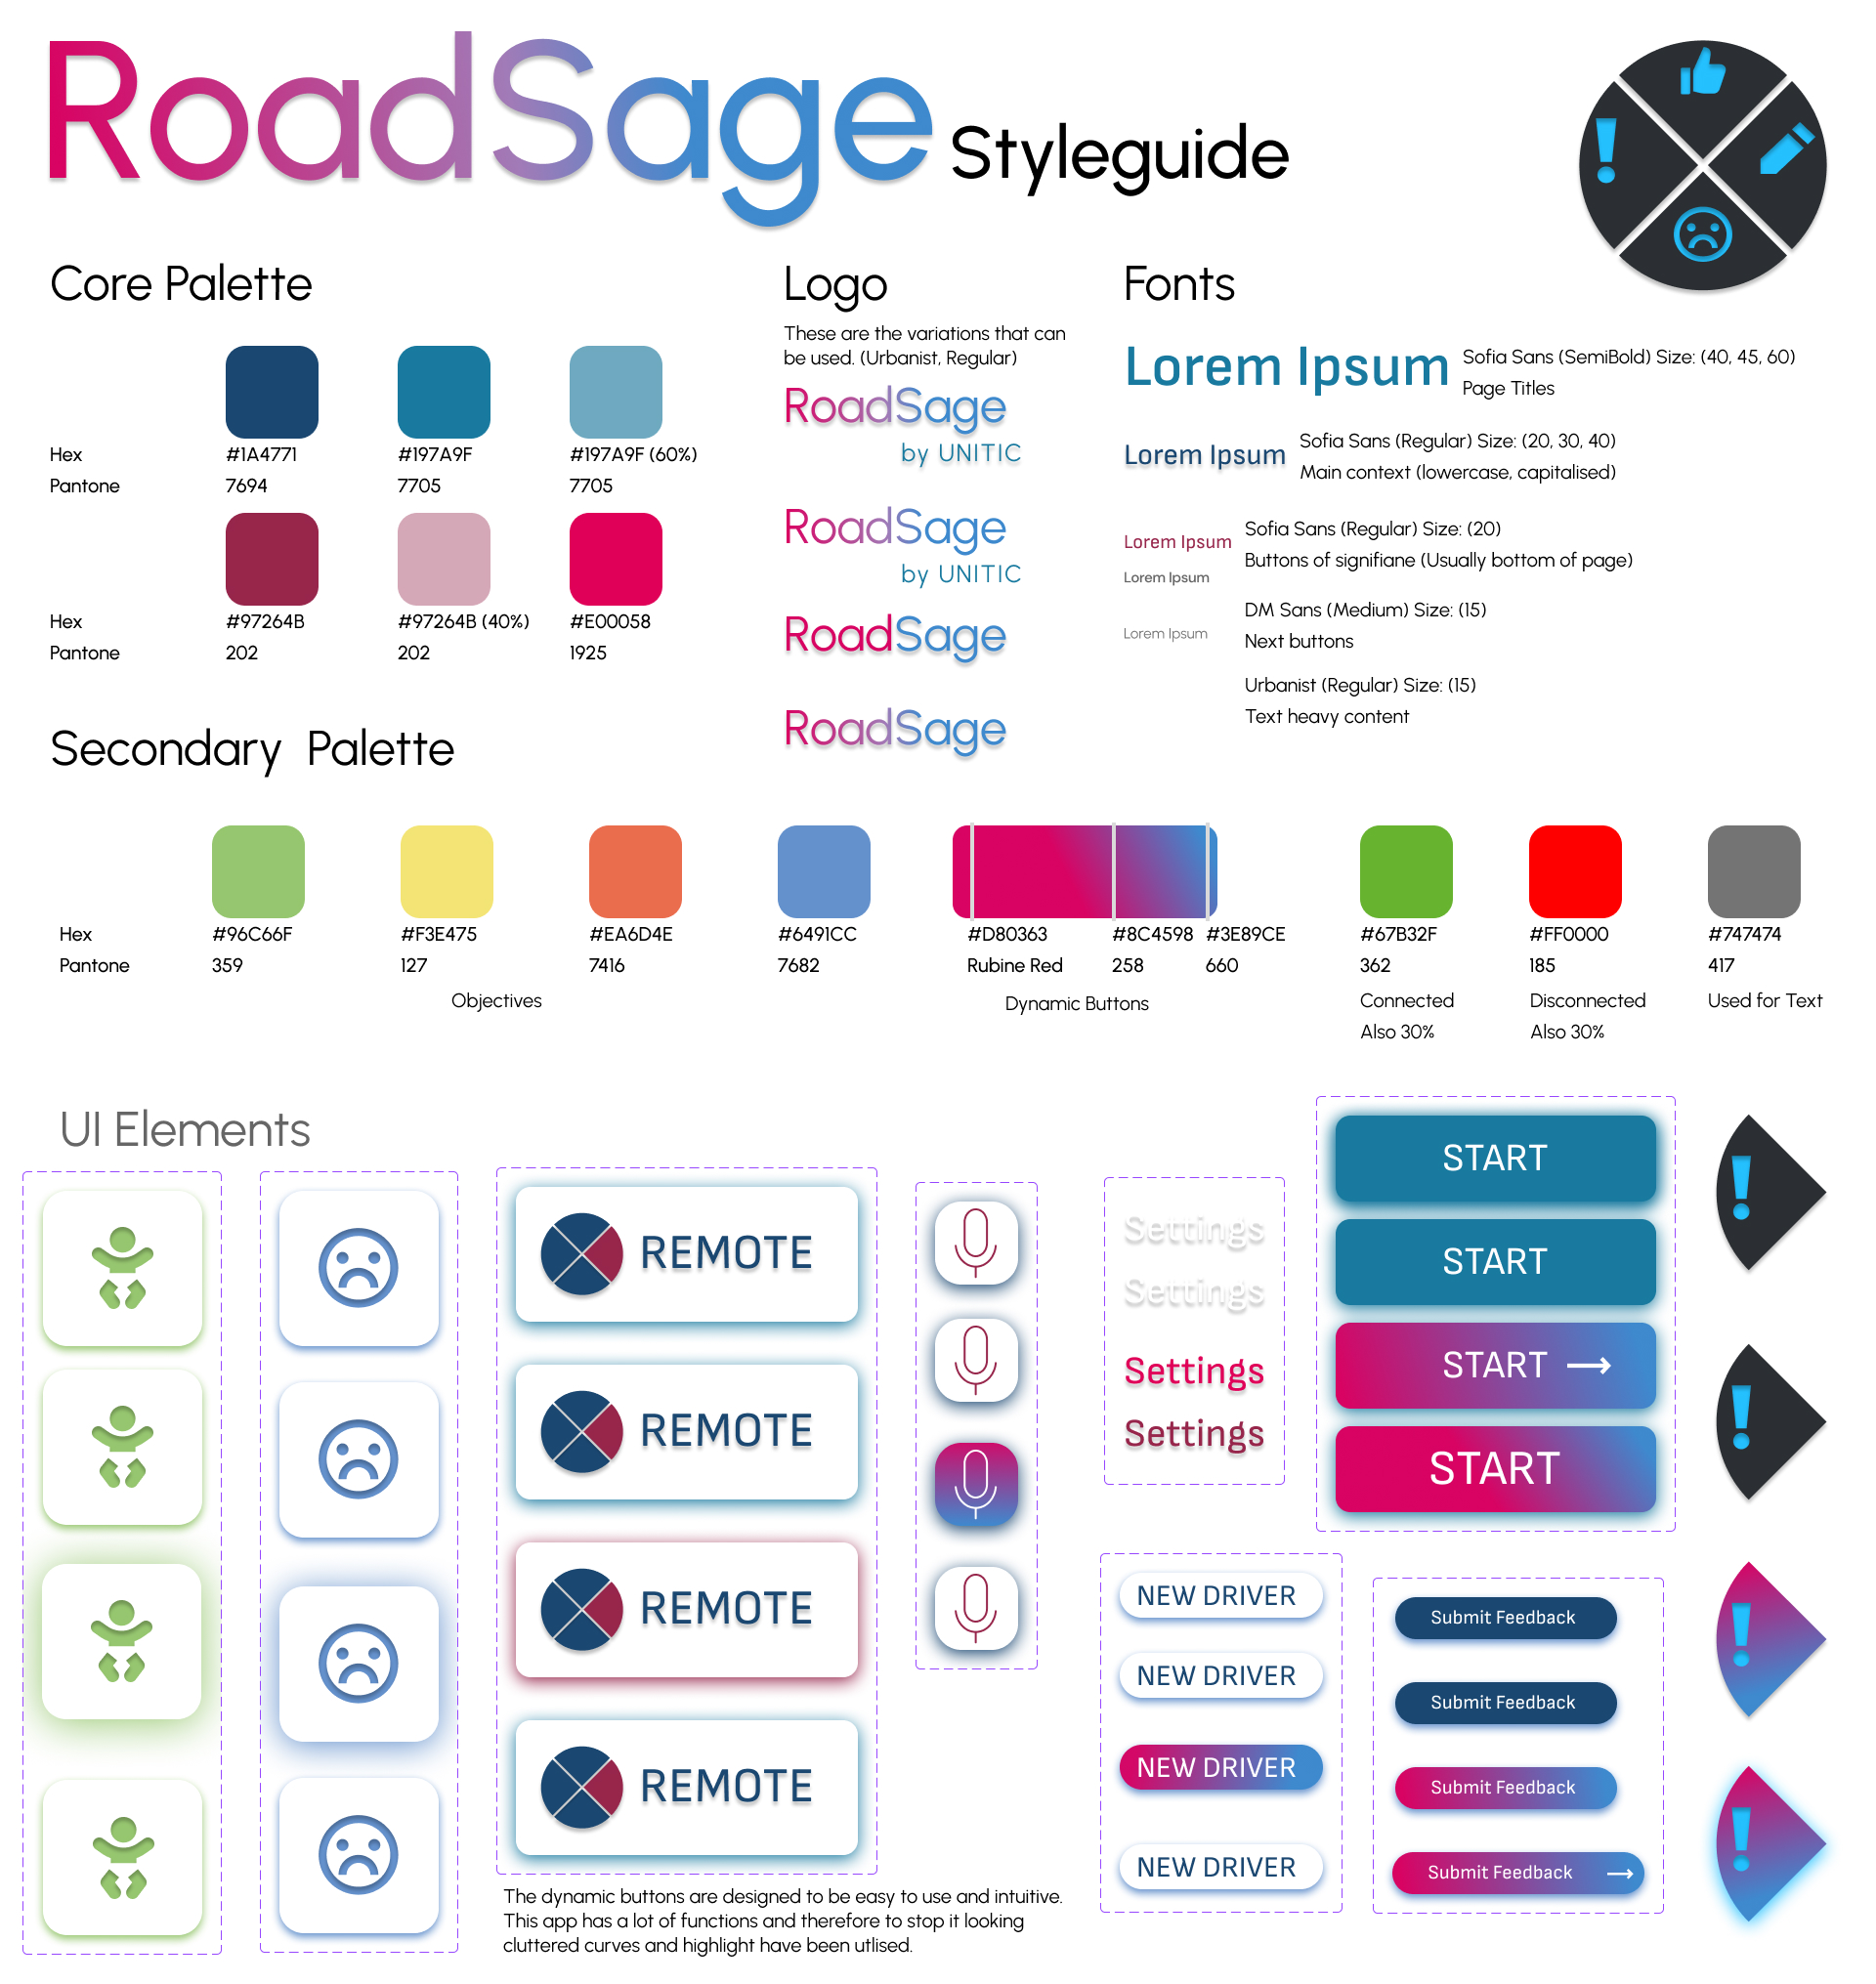 RoadSage Styleguide
Core Palette
Hex #1A4771 #197A9F #197A9F (60%)
Pantone 7694 7705 7705
Hex #97264B #97264B (40%) #E00058
Pantone 202 202 1925
Logo
These are the variations that can
be used. (Urbanist, Regular)
RoadSage
by UNITIC
RoadSage
by UNITIC
RoadSage
RoadSage
Fonts
Lorem Ipsum Sofia Sans (SemiBold) Size: (40, 45, 60)
Page Titles
Lorem Ipsum Sofia Sans (Regular) Size: (20, 30, 40)
Main context (lowercase, capitalised)
Lorem Ipsum Sofia Sans (Regular) Size: (20)
Buttons of signifiane (Usually bottom of page)
Lorem Ipsum
DM Sans (Medium) Size: (15)
Next buttons
Lorem Ipsum
Urbanist (Regular) Size: (15)
Text heavy content
Secondary Palette
Hex #96C66F #F3E475 #EA6D4E #6491CC #D80363 #8C4598 #3E89CE #67B32F #FF0000 #747474
Pantone 359 127 7416 7682 Rubine Red 258 660 362 185 417
Objectives Dynamic Buttons Connected Disconnected Used for Text
Also 30% Also 30%
UI Elements
REMOTE
REMOTE
REMOTE
REMOTE
The dynamic buttons are designed to be easy to use and intuitive.
This app has a lot of functions and therefore to stop it looking
cluttered curves and highlight have been utlised.
Settings
Settings
Settings
Settings
START
START
START →
START
NEW DRIVER
NEW DRIVER
NEW DRIVER
NEW DRIVER
Submit Feedback
Submit Feedback
Submit Feedback
Submit Feedback →